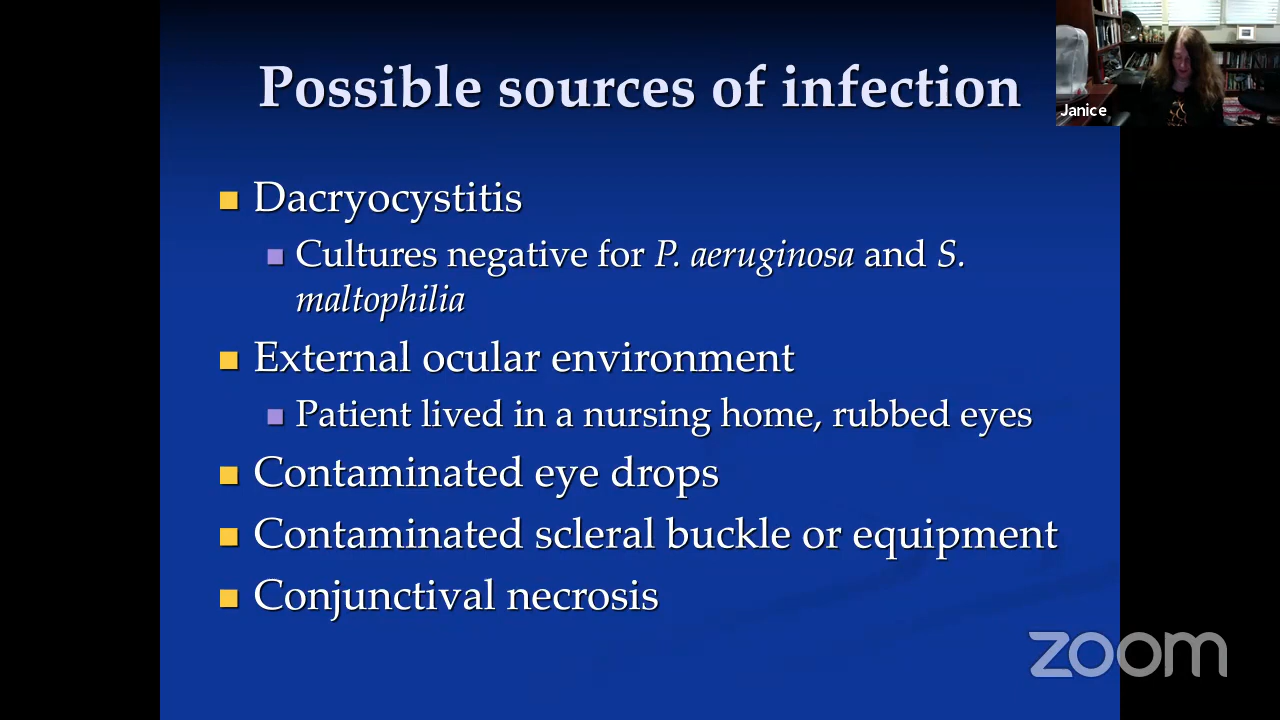 Possible sources of infection
Janice
Dacryocystitis
Cultures negative for P. aeruginosa and S.
maltophilia
External ocular environment
Patient lived in a nursing home, rubbed eyes
Contaminated eye drops
Contaminated scleral buckle or equipment
Conjunctival necrosis
zoom